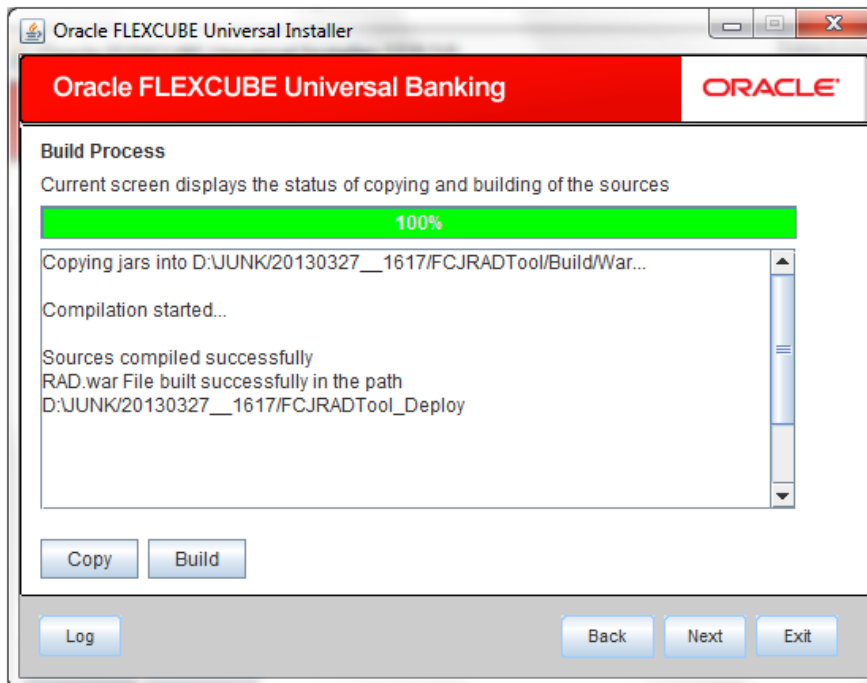 Oracle FLEXCUBE Universal Installer
Oracle FLEXCUBE Universal Banking
ORACLE
Build Process
Current screen displays the status of copying and building of the sources
100%
Copying jars into D:\JUNK/20130327__1617/FCJRADTool/Build/War...
Compilation started...
Sources compiled successfully
RAD.war File built successfully in the path
D:\JUNK/20130327__1617/FCJRADTool_Deploy
Copy Build
Log Back Next Exit